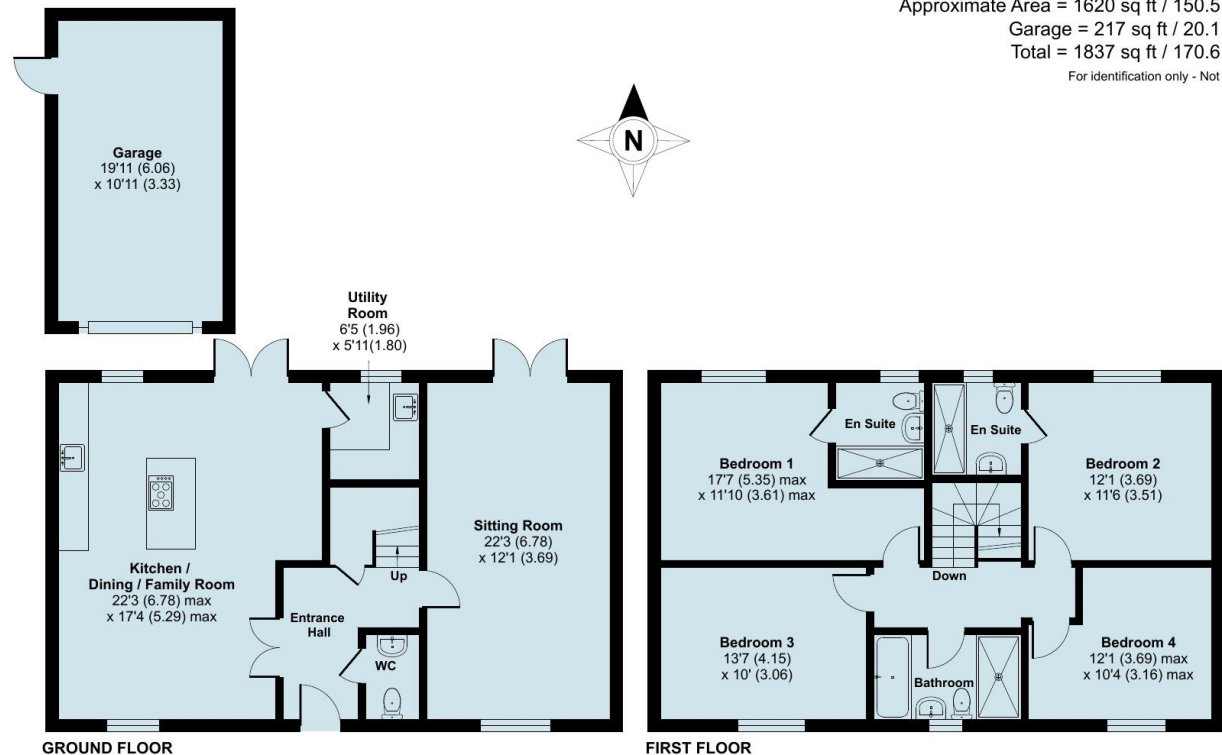 Approximate Area = 1620 sq ft / 150.5
Garage = 217 sq ft / 20.1
Total = 1837 sq ft / 170.6
For identification only - Not
N
Garage
19'11 (6.06)
x 10'11 (3.33)
Utility
Room
6'5 (1.96)
x 5'11(1.80)
Kitchen /
Dining / Family Room
22'3 (6.78) max
x 17'4 (5.29) max
Entrance
Hall
Up
WC
Sitting Room
22'3 (6.78)
x 12'1 (3.69)
GROUND FLOOR
Bedroom 1
17'7 (5.35) max
x 11'10 (3.61) max
En Suite
En Suite
Bedroom 2
12'1 (3.69)
x 11'6 (3.51)
Down
Bedroom 3
13'7 (4.15)
x 10' (3.06)
Bathroom
Bedroom 4
12'1 (3.69) max
x 10'4 (3.16) max
FIRST FLOOR